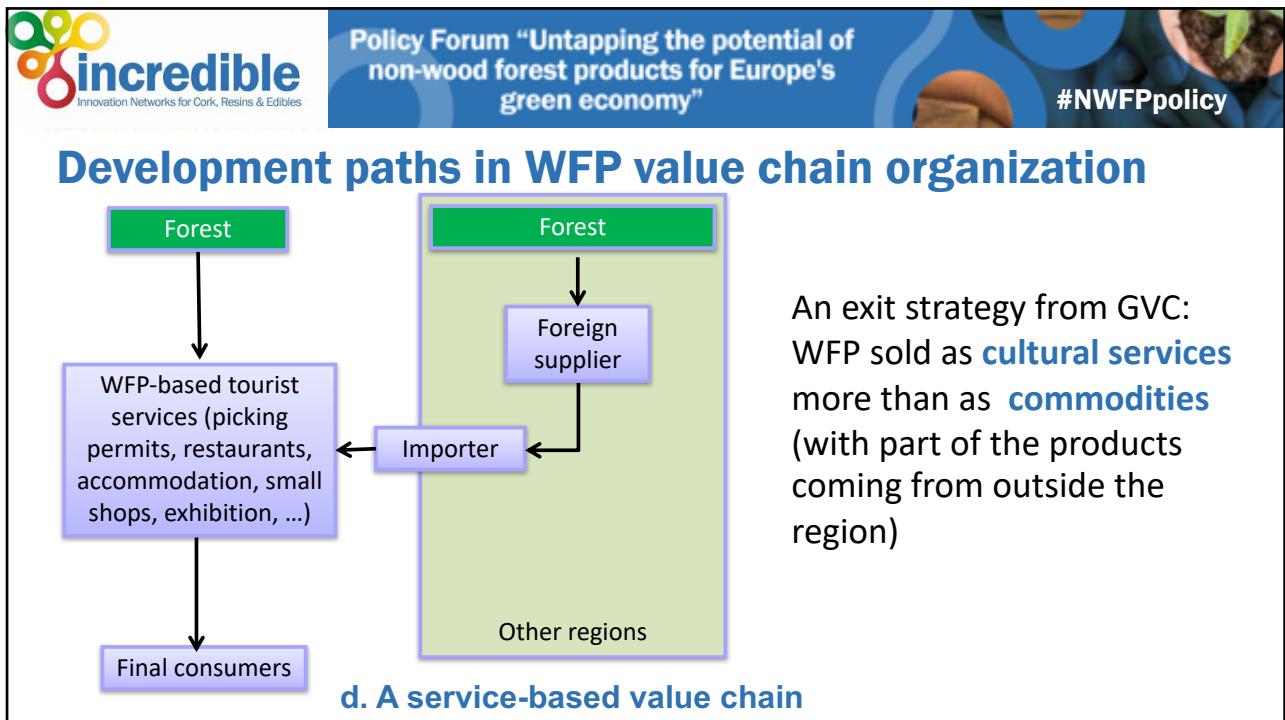 incredible
Innovation Networks for Cork, Resins & Edibles
Policy Forum “Untapping the potential of
non-wood forest products for Europe's
green economy”
#NWFPpolicy
Development paths in WFP value chain organization
Forest
Forest
Foreign
supplier
WFP-based tourist
services (picking
permits, restaurants,
accommodation, small
shops, exhibition, …)
Importer
Other regions
Final consumers
An exit strategy from GVC:
WFP sold as cultural services
more than as commodities
(with part of the products
coming from outside the
region)
d. A service-based value chain